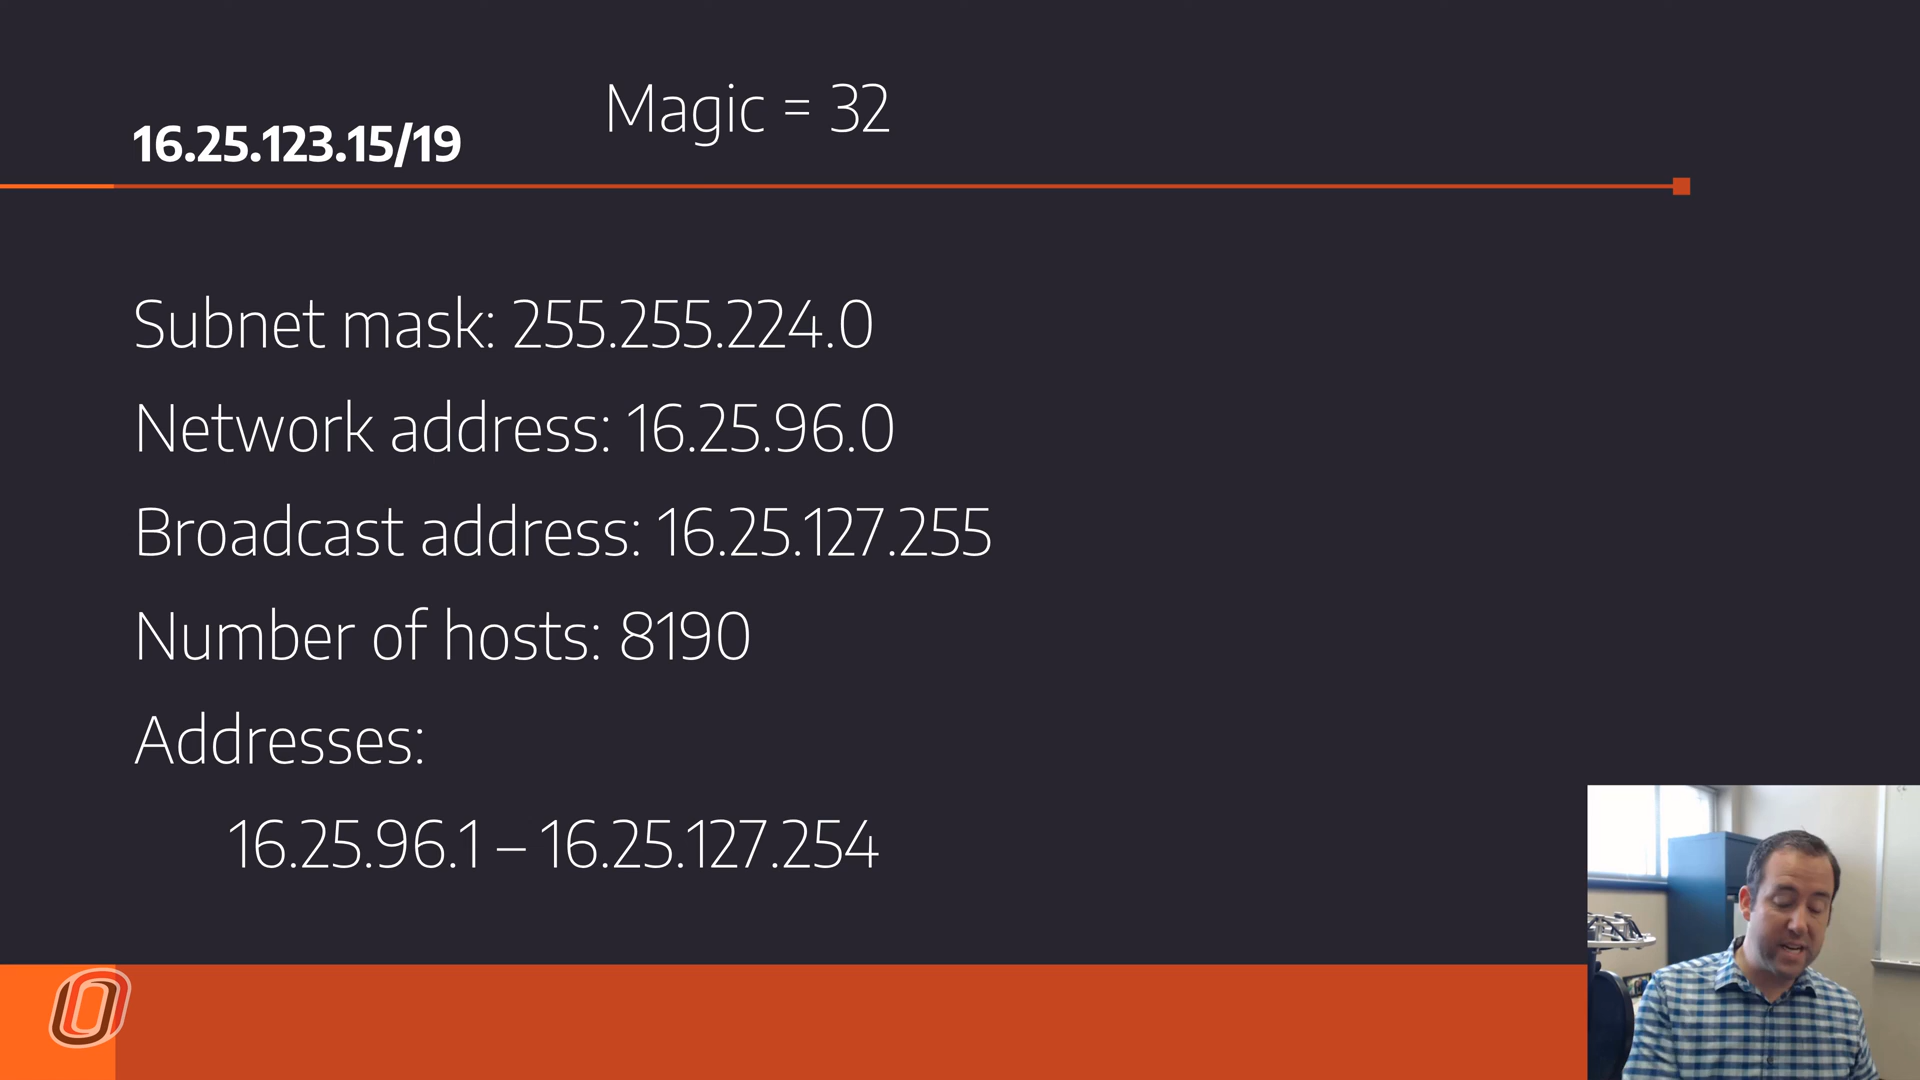 Magic = 32
16.25.123.15/19
Subnet mask: 255.255.224.0
Network address: 16.25.96.0
Broadcast address: 16.25.127.255
Number of hosts: 8190
Addresses:
16.25.96.1 – 16.25.127.254
O